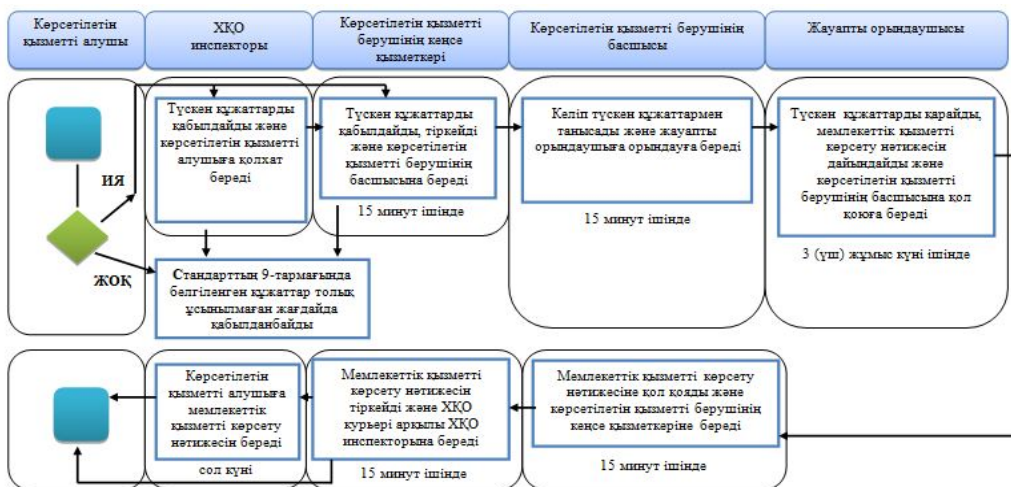 Көрсетілетін
қызметті алушы
ХҚО
инспекторы
Көрсетілетін қызметті
берушінің кеңсе
қызметкері
Көрсетілетін қызметті берушінің
басшысы
Жауапты орындаушысы
Түскен құжаттарды
қабылдайды және
көрсетілетін қызметті
алушыға қолхат
береді
Түскен құжаттарды
қабылдайды, тіркейді
және көрсетілетін
қызметті берушінің
басшысына береді
15 минут ішінде
Келіп түскен құжаттармен
танысады және жауапты
орындаушыға орындауға береді
15 минут ішінде
Түскен құжаттарды қарайды,
мемлекеттік қызметті
көрсету нәтижесін
дайындайды және
көрсетілетін қызметті
берушінің басшысына қол
қоюға береді
3 (үш) жұмыс күні ішінде
ИЯ
ЖОҚ
Стандарттың 9-тармағында
белгіленген құжаттар толық
ұсынылмаған жағдайда
қабылданбайды
Көрсетілетін
қызметті алушыға
мемлекеттік
қызметті көрсету
нәтижесін береді
сол күні
Мемлекеттік қызметті
көрсету нәтижесін
тіркейді және ХҚО
курьері арқылы ХҚО
инспекторына береді
15 минут ішінде
Мемлекеттік қызметті көрсету
нәтижесіне қол қояды және
көрсетілетін қызметті берушінің
кеңсе қызметкеріне береді
15 минут ішінде